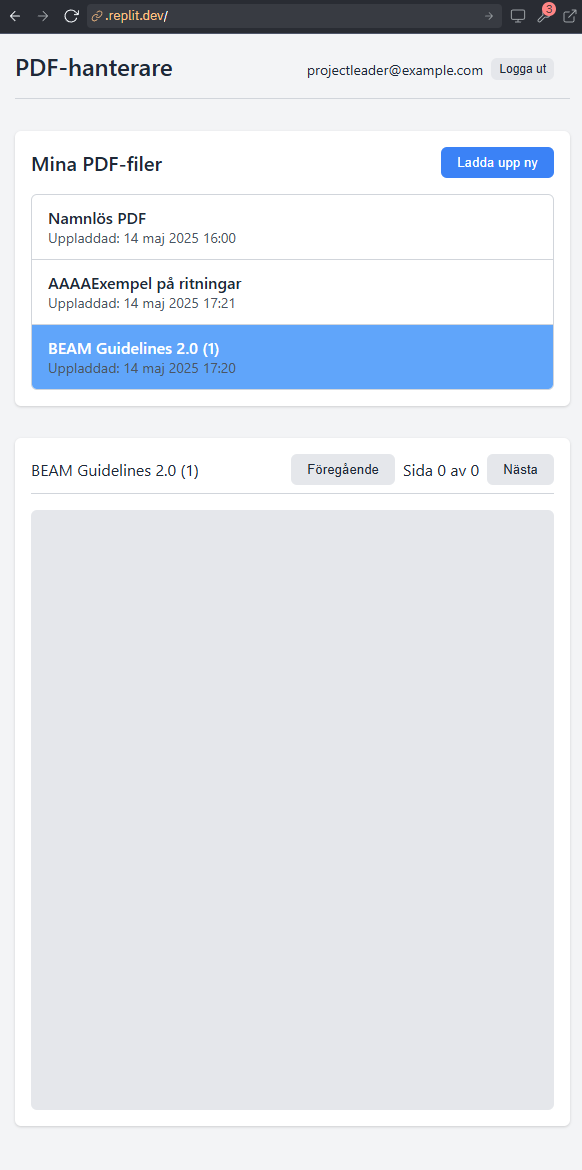 .replit.dev/
3
PDF-hanterare
projectleader@example.com
Logga ut
Mina PDF-filer
Ladda upp ny
Namnlös PDF
Uppladdad: 14 maj 2025 16:00
AAAAExempel på ritningar
Uppladdad: 14 maj 2025 17:21
BEAM Guidelines 2.0 (1)
Uppladdad: 14 maj 2025 17:20
BEAM Guidelines 2.0 (1)
Föregående
Sida 0 av 0
Nästa